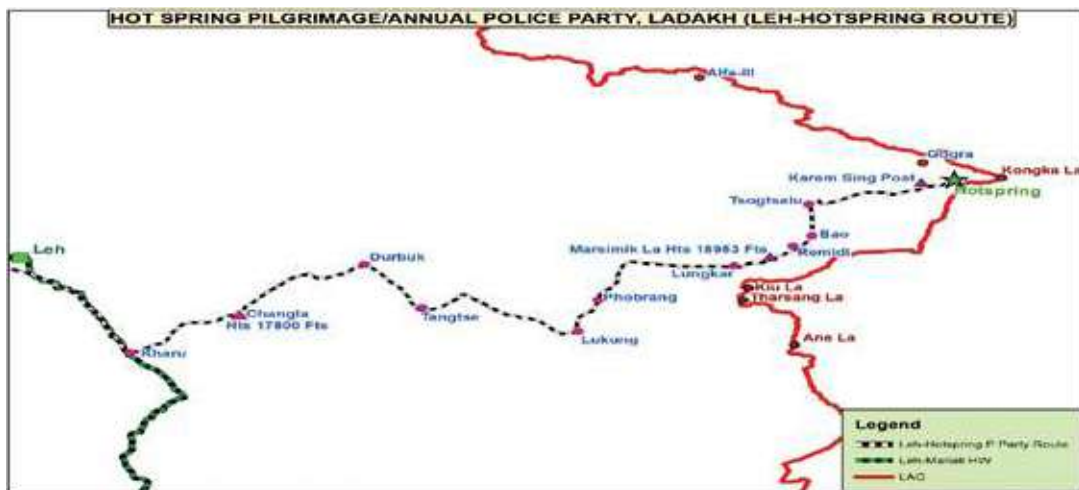 HOT SPRING PILGRIMAGE/ANNUAL POLICE PARTY, LADAKH (LEH-HOTSPRING ROUTE)
Gogra
Kongka La
Karam Sing Post
Hotspring
Tsogtsalu
Bao
Leh
Marsimik La Hts 18953 Fts
Remidi
Durbuk
Lungkar
Kiu La
Tharsang La
Phobrang
Changla
Hts 17800 Fts
Tangtse
Lukung
Ane La
Kharu
Legend
Leh-Hotspring P Party Route
Leh-Manali HW
LAC